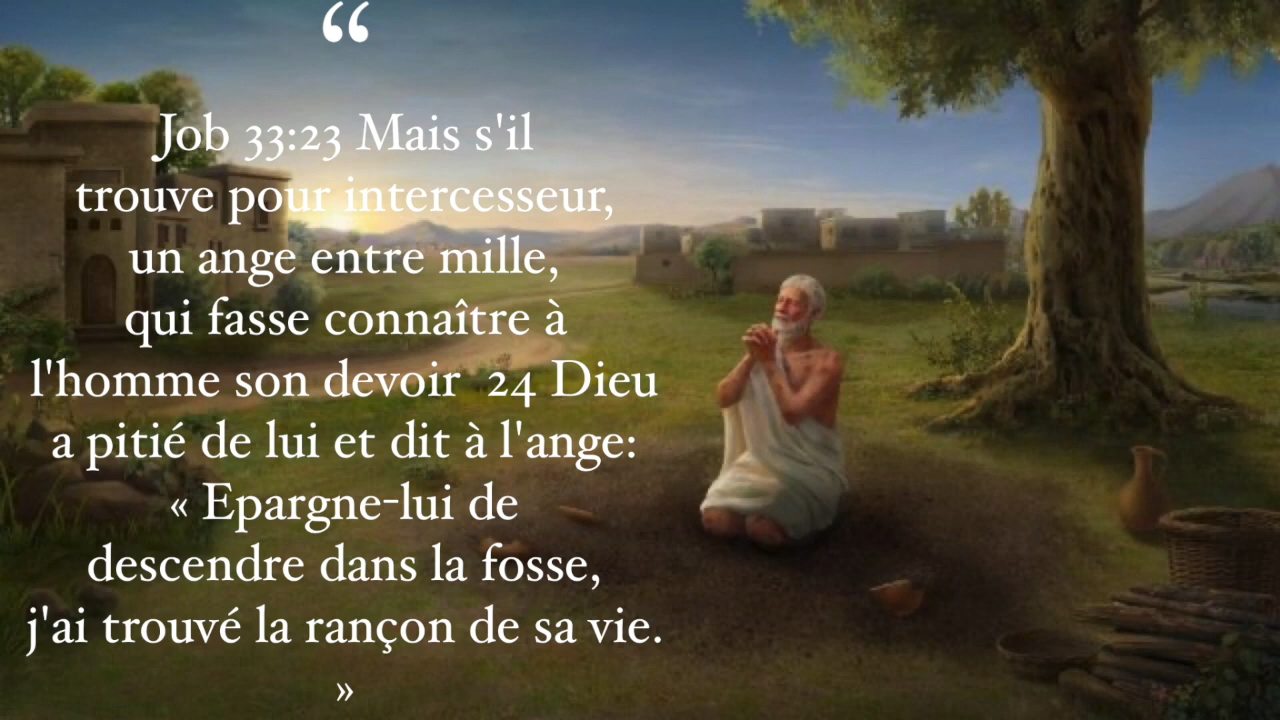 “
Job 33:23 Mais s'il
trouve pour intercesseur,
un ange entre mille,
qui fasse connaître à
l'homme son devoir  24 Dieu
a pitié de lui et dit à l'ange:
« Epargne-lui de
descendre dans la fosse,
j'ai trouvé la rançon de sa vie.
»